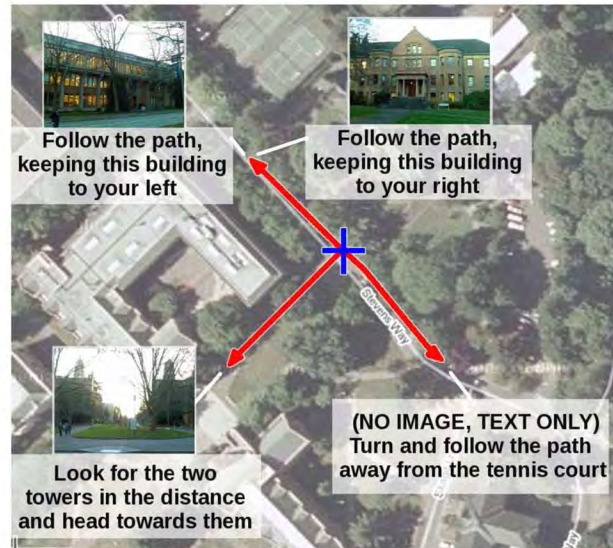 Follow the path,
keeping this building
to your left
Follow the path,
keeping this building
to your right
Stevens Way
Look for the two
towers in the distance
and head towards them
(NO IMAGE, TEXT ONLY)
Turn and follow the path
away from the tennis court